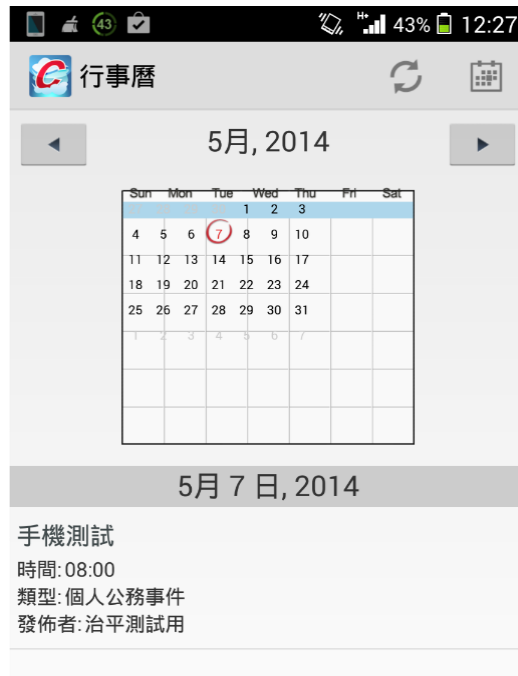 43 43% 12:27
行事曆
5月, 2014
Sun Mon Tue Wed Thu Fri Sat
1 2 3
4 5 6 7 8 9 10
11 12 13 14 15 16 17
18 19 20 21 22 23 24
25 26 27 28 29 30 31
1 2 3 4 5 6 7
5月 7 日, 2014
手機測試
時間: 08:00
類型: 個人公務事件
發佈者: 治平測試用